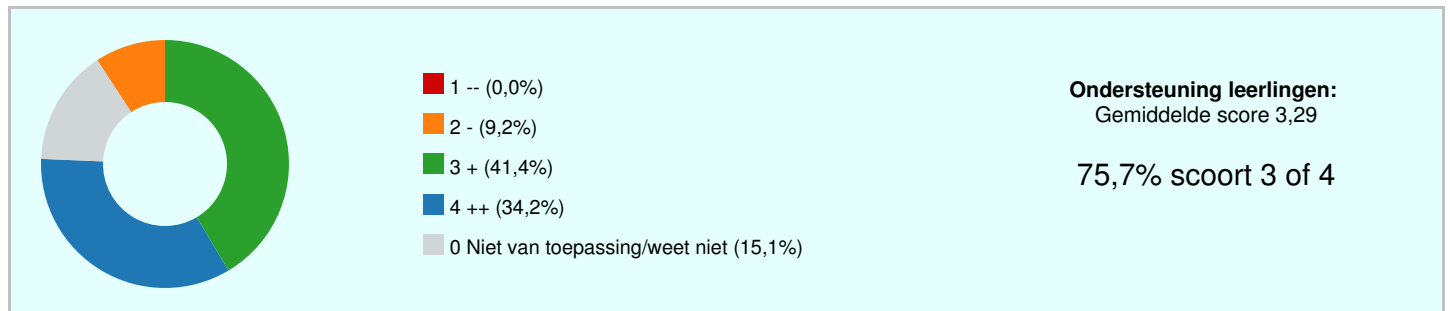 1 -- (0,0%)
2 - (9,2%)
3 + (41,4%)
4 ++ (34,2%)
0 Niet van toepassing/weet niet (15,1%)
Ondersteuning leerlingen:
Gemiddelde score 3,29
75,7% scoort 3 of 4